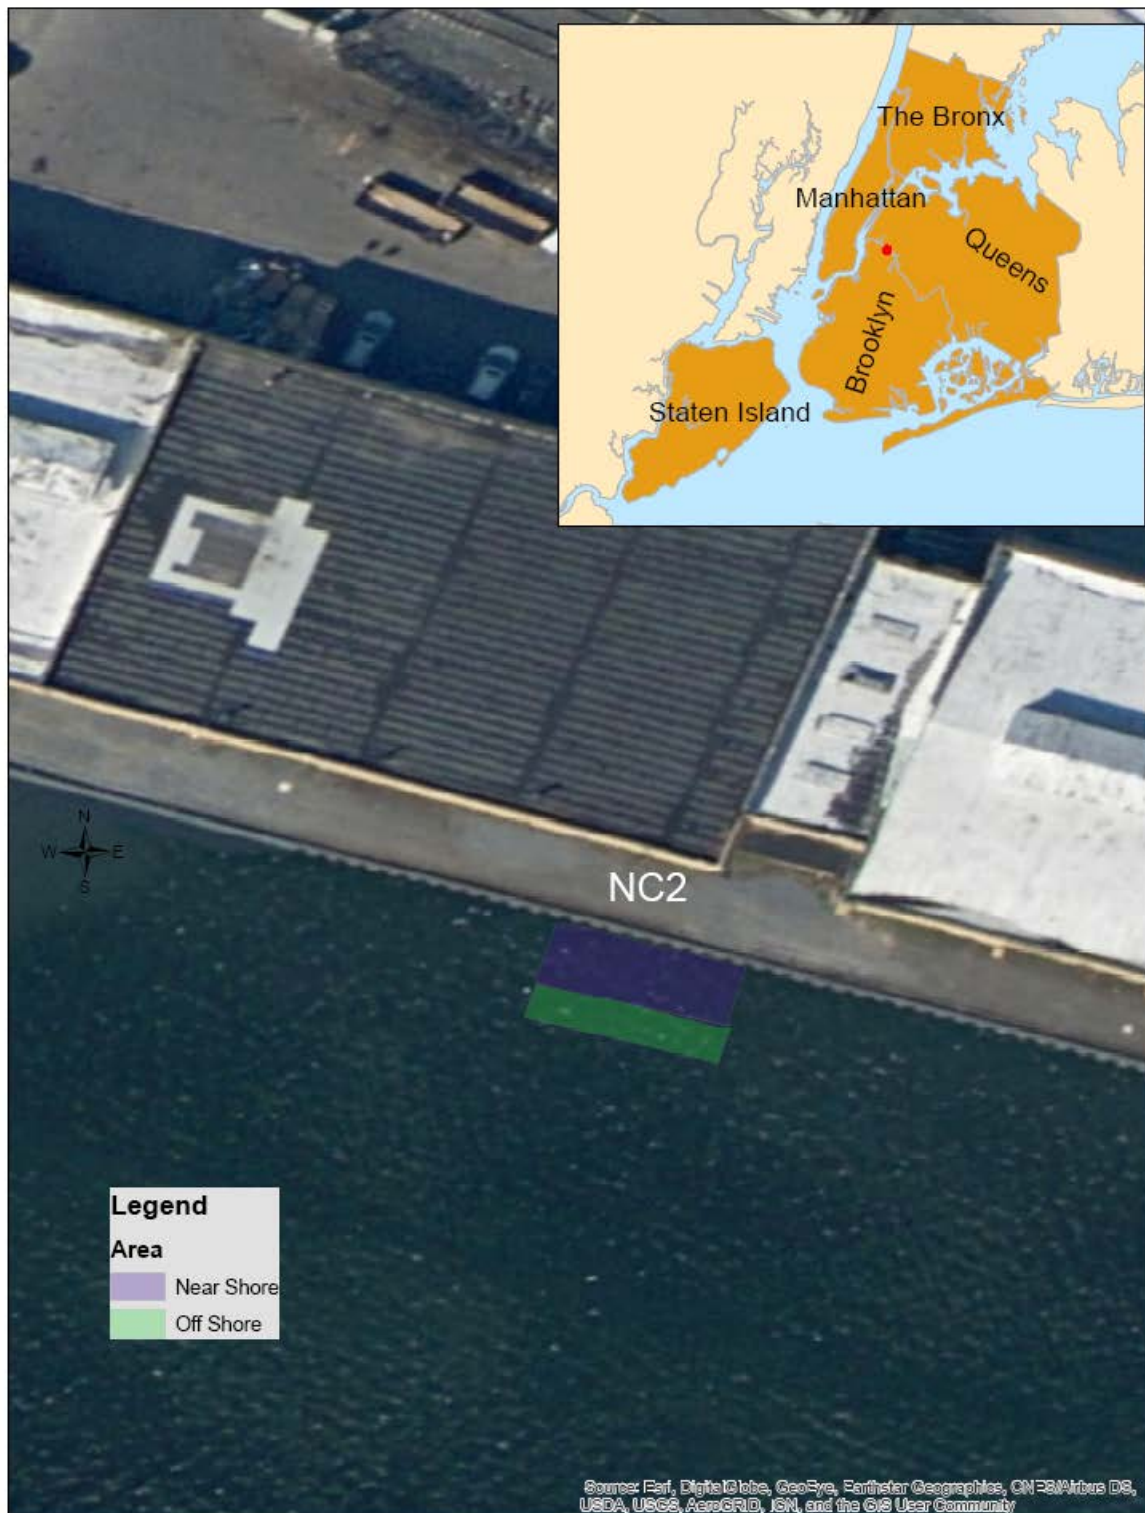 The Bronx
Manhattan
Queens
Brooklyn
Staten Island
N
W E
S
NC2
Legend
Area
Near Shore
Off Shore
Source: Esri, DigitalGlobe, GeoEye, Earthstar Geographics, CNES/Airbus DS,
USDA, USGS, AeroGRID, IGN, and the GIS User Community